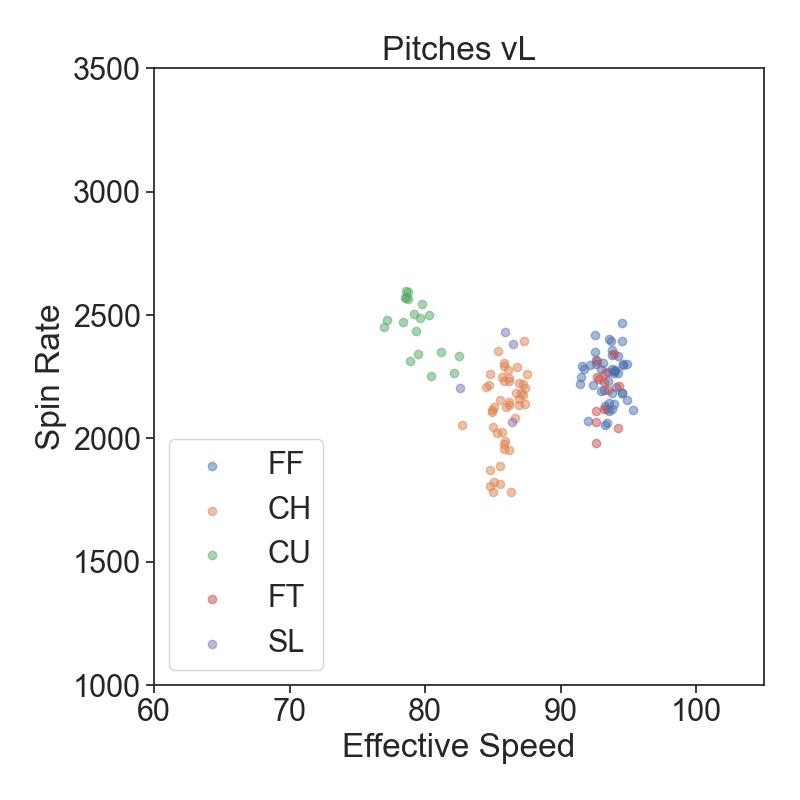 Pitches vL
3500
3000
2500
2000
1500
1000
Spin Rate
FF
CH
CU
FT
SL
60 70 80 90 100
Effective Speed